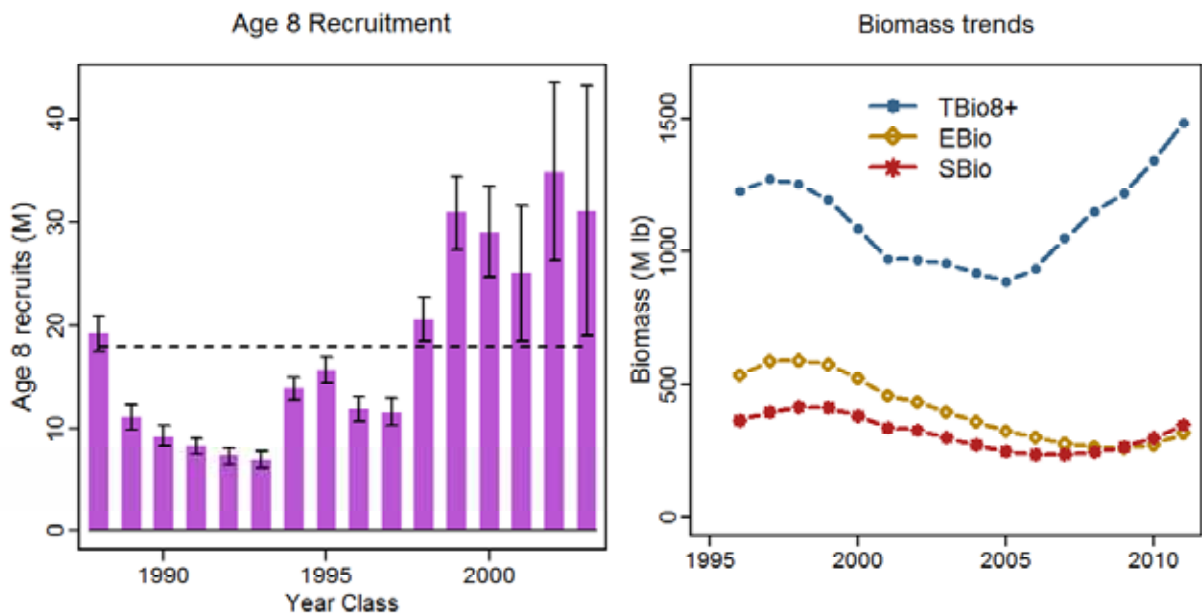 Age 8 Recruitment
Age 8 recruits (M)
40
30
20
10
0
1990
1995
2000
Year Class
Biomass trends
TBio8+
EBio
SBio
Biomass (M lb)
1500
1000
500
0
1995
2000
2005
2010